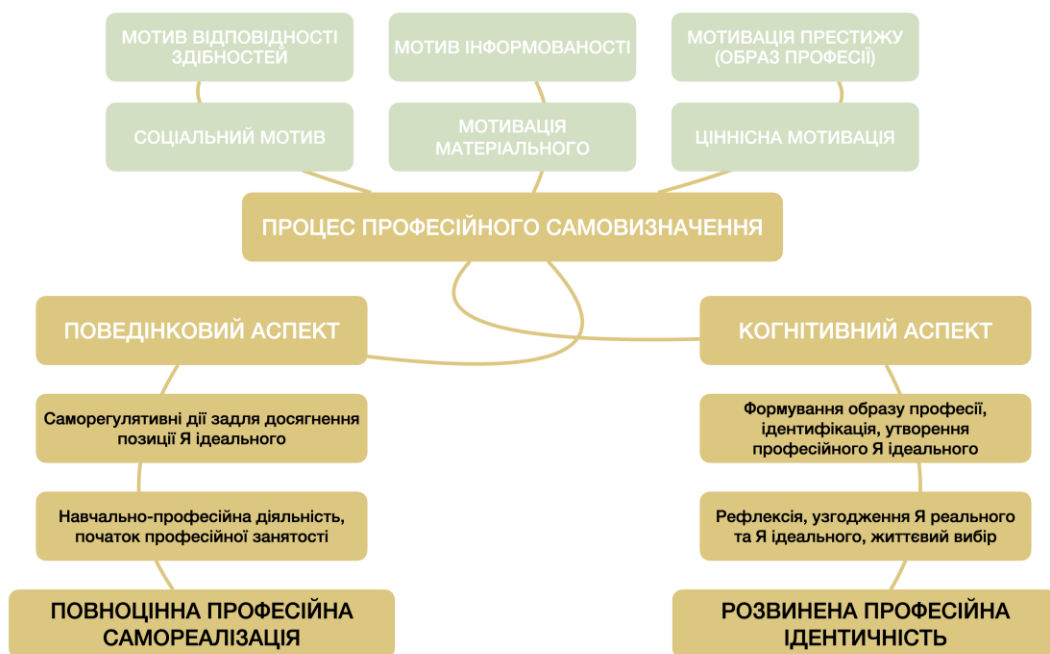 МОТИВ ВІДПОВІДНОСТІ
ЗДІБНОСТЕЙ
МОТИВ ІНФОРМОВАНОСТІ
МОТИВАЦІЯ ПРЕСТИЖУ
(ОБРАЗ ПРОФЕСІЇ)
СОЦІАЛЬНИЙ МОТИВ
МОТИВАЦІЯ
МАТЕРІАЛЬНОГО
ЦІННІСНА МОТИВАЦІЯ
ПРОЦЕС ПРОФЕСІЙНОГО САМОВИЗНАЧЕННЯ
ПОВЕДІНКОВИЙ АСПЕКТ
КОГНІТИВНИЙ АСПЕКТ
Саморегулятивні дії задля досягнення
позиції Я ідеального
Формування образу професії,
ідентифікація, утворення
професійного Я ідеального
Навчально-професійна діяльність,
початок професійної занятості
Рефлексія, узгодження Я реального
та Я ідеального, життєвий вибір
ПОВНОЦІННА ПРОФЕСІЙНА
САМОРЕАЛІЗАЦІЯ
РОЗВИНЕНА ПРОФЕСІЙНА
ІДЕНТИЧНІСТЬ